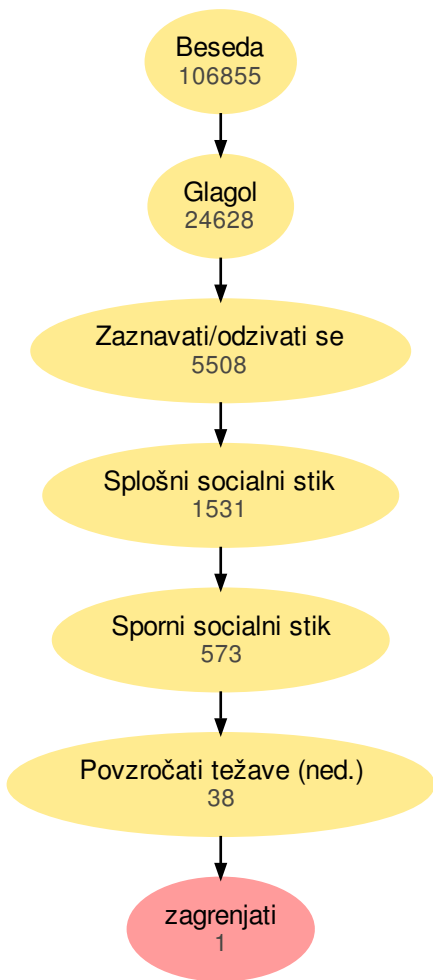 Beseda
106855
Glagol
24628
Zaznavati/odzivati se
5508
Splošni socialni stik
1531
Sporni socialni stik
573
Povzročati težave (ned.)
38
zagrenjati
1